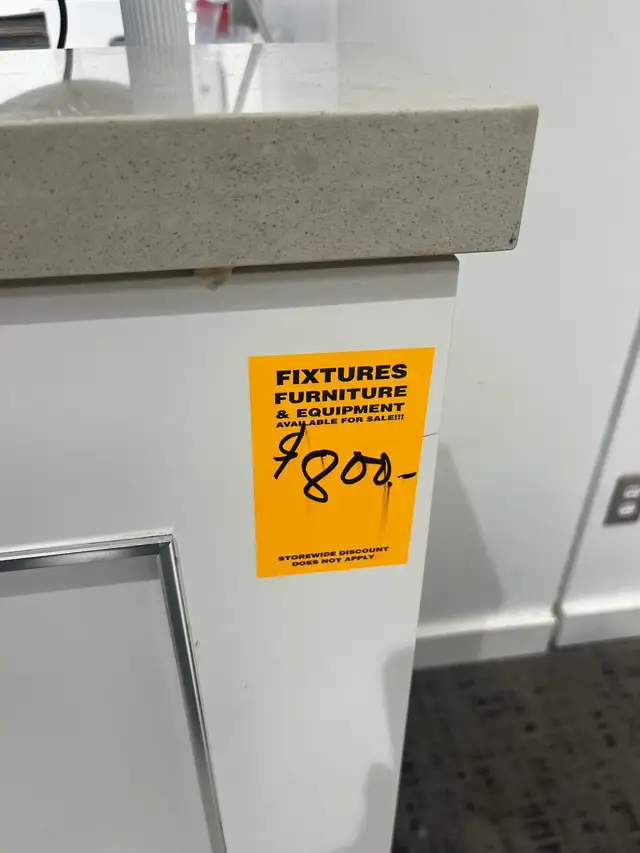 FIXTURES
FURNITURE
& EQUIPMENT
AVAILABLE FOR SALE!!!
$800.-
STOREWIDE DISCOUNT
DOES NOT APPLY